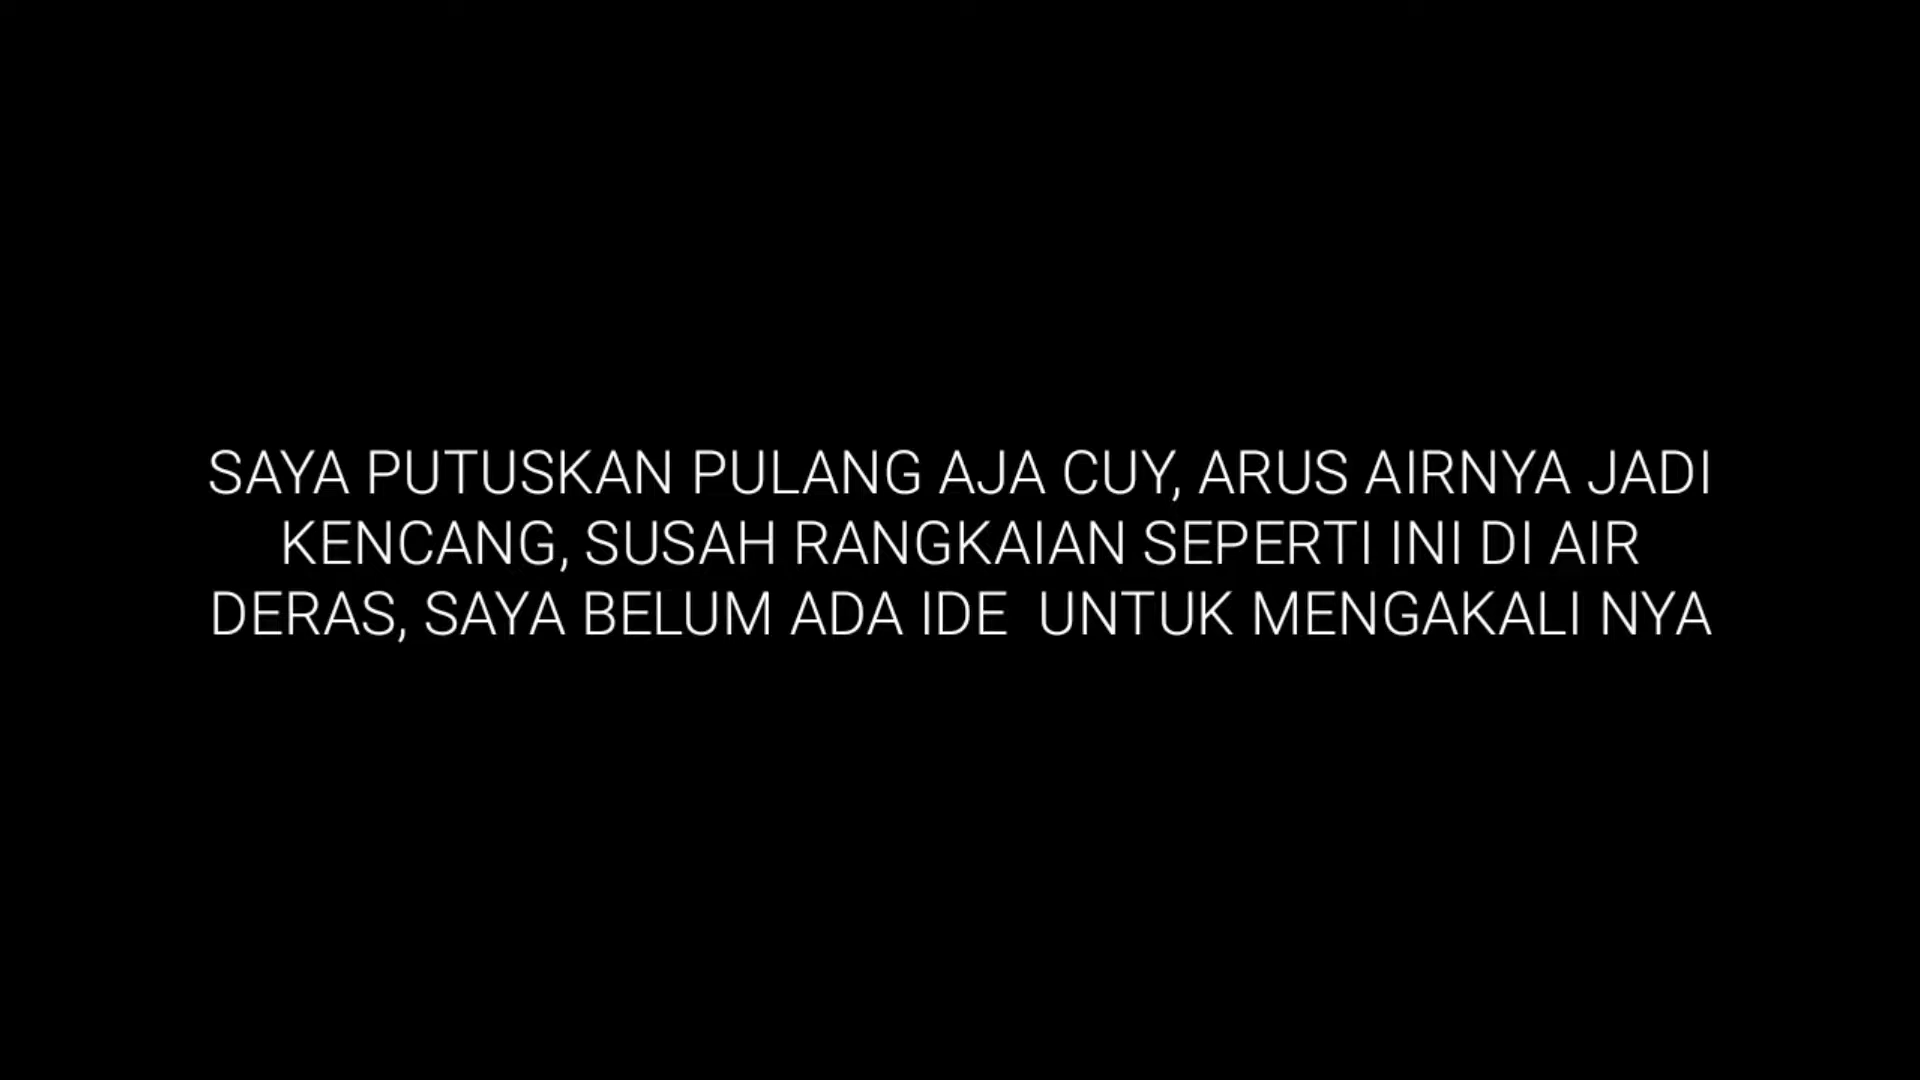 SAYA PUTUSKAN PULANG AJA CUY, ARUS AIRNYA JADI
KENCANG, SUSAH RANGKAIAN SEPERTI INI DI AIR
DERAS, SAYA BELUM ADA IDE  UNTUK MENGAKALI NYA